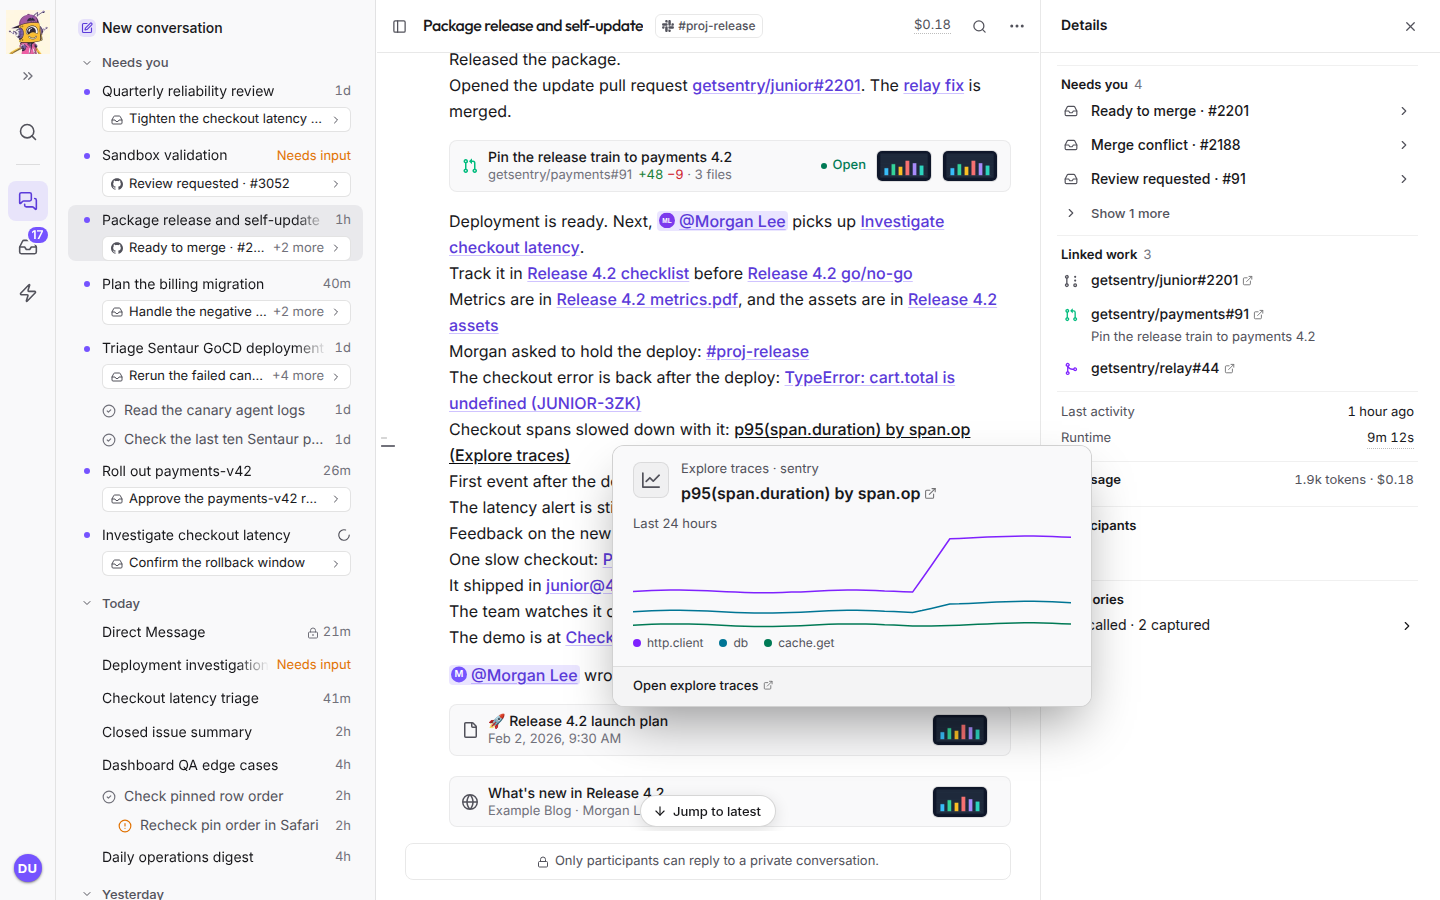 New conversation
Needs you
Quarterly reliability review 1d
Tighten the checkout latency ...
Sandbox validation Needs input
Review requested · #3052
Package release and self-update 1h
Ready to merge · #2... +2 more
Plan the billing migration 40m
Handle the negative ... +2 more
Triage Sentaur GoCD deployment 1d
Rerun the failed can... +4 more
Read the canary agent logs 1d
Check the last ten Sentaur p... 1d
Roll out payments-v42 26m
Approve the payments-v42 r...
Investigate checkout latency
Confirm the rollback window
Today
Direct Message 21m
Deployment investigation Needs input
Checkout latency triage 41m
Closed issue summary 2h
Dashboard QA edge cases 4h
Check pinned row order 2h
Recheck pin order in Safari 2h
Daily operations digest 4h
Yesterday
17
DU
Package release and self-update #proj-release $0.18
Released the package.
Opened the update pull request getsentry/junior#2201. The relay fix is
merged.
Pin the release train to payments 4.2
getsentry/payments#91 +48 −9 · 3 files
Open
Deployment is ready. Next, ML @Morgan Lee picks up Investigate
checkout latency.
Track it in Release 4.2 checklist before Release 4.2 go/no-go
Metrics are in Release 4.2 metrics.pdf, and the assets are in Release 4.2
assets
Morgan asked to hold the deploy: #proj-release
The checkout error is back after the deploy: TypeError: cart.total is
undefined (JUNIOR-3ZK)
Checkout spans slowed down with it: p95(span.duration) by span.op
(Explore traces)
First event after the de
The latency alert is sti
Feedback on the new
One slow checkout: P
It shipped in junior@4
The team watches it o
The demo is at Check
M @Morgan Lee wro
Explore traces · sentry
p95(span.duration) by span.op
Last 24 hours
http.client db cache.get
Open explore traces
🚀 Release 4.2 launch plan
Feb 2, 2026, 9:30 AM
What's new in Release 4.2
Example Blog · Morgan L
Jump to latest
Only participants can reply to a private conversation.
Details
Needs you 4
Ready to merge · #2201
Merge conflict · #2188
Review requested · #91
Show 1 more
Linked work 3
getsentry/junior#2201
getsentry/payments#91
Pin the release train to payments 4.2
getsentry/relay#44
Last activity 1 hour ago
Runtime 9m 12s
sage 1.9k tokens · $0.18
cipants
ories
called · 2 captured